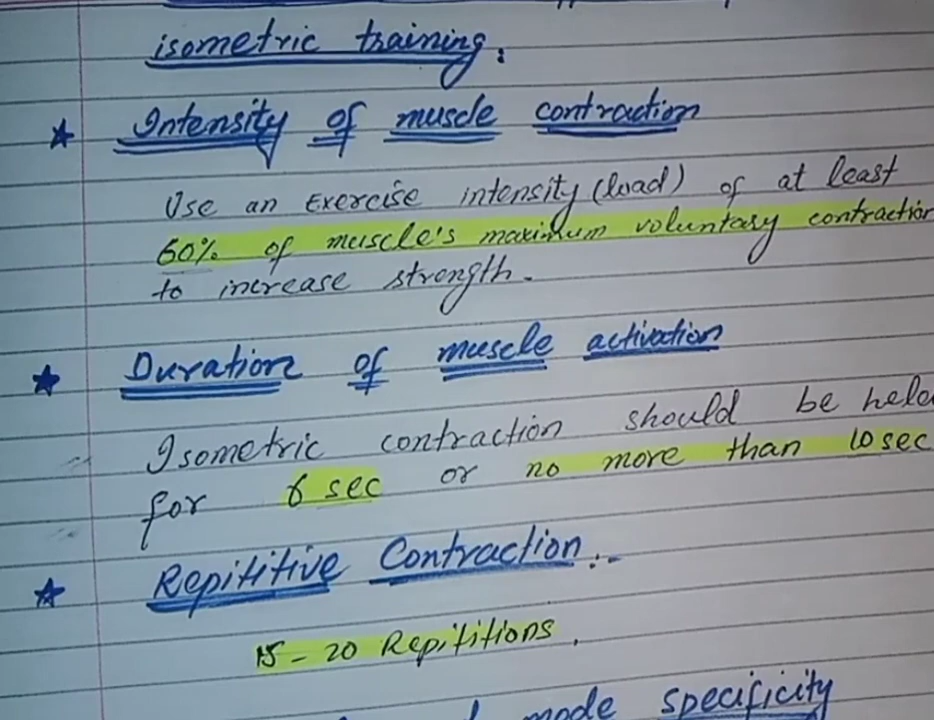 isometric training.
Intensity of muscle contraction
Use an Exercise intensity (load) of at least
60% of muscle's maximum voluntary contraction
to increase strength.
Duration of muscle activation
Isometric contraction should be held
for 6 sec or no more than 10 sec
Repititive Contraction:-
15-20 Repititions.
mode specificity